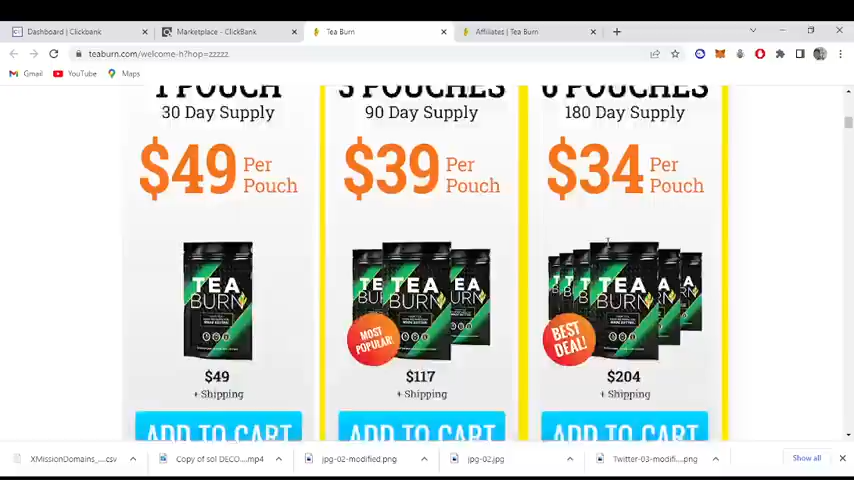 Dashboard | Clickbank
Marketplace - ClickBank
Tea Burn
Affiliates | Tea Burn
teaburn.com/welcome-h?hop=zzzzz
Gmail
YouTube
Maps
1 POUCH
3 POUCHES
6 POUCHES
30 Day Supply
90 Day Supply
180 Day Supply
$49 Per Pouch
$39 Per Pouch
$34 Per Pouch
TEA BURN
TEA BURN
TEA BURN
MOST POPULAR!
BEST DEAL!
$49
$117
$204
+ Shipping
+ Shipping
+ Shipping
ADD TO CART
ADD TO CART
ADD TO CART
XMissionDomains_....csv
Copy of sol DECO....mp4
jpg-02-modified.png
jpg-02.jpg
Twitter-03-modifi....png
Show all